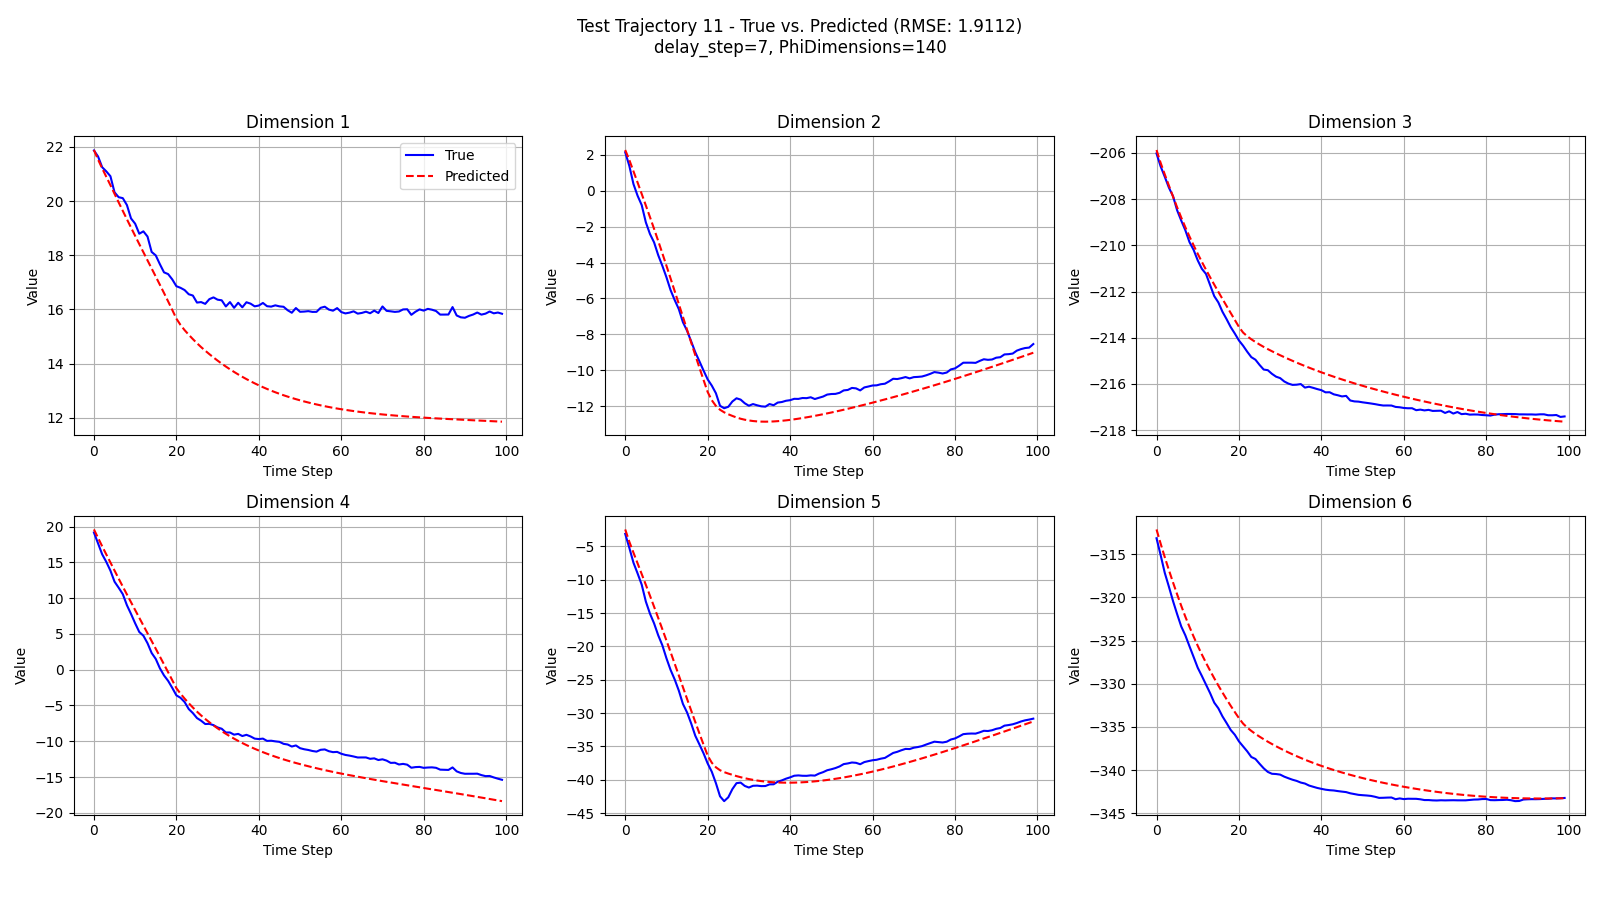 Test Trajectory 11 - True vs. Predicted (RMSE: 1.9112)
delay_step=7, PhiDimensions=140
Dimension 1
22
20
18
16
14
12
Value
0 20 40 60 80 100
Time Step
True
Predicted
Dimension 2
2
0
−2
−4
−6
−8
−10
−12
Value
0 20 40 60 80 100
Time Step
Dimension 3
−206
−208
−210
−212
−214
−216
−218
Value
0 20 40 60 80 100
Time Step
Dimension 4
20
15
10
5
0
−5
−10
−15
−20
Value
0 20 40 60 80 100
Time Step
Dimension 5
−5
−10
−15
−20
−25
−30
−35
−40
−45
Value
0 20 40 60 80 100
Time Step
Dimension 6
−315
−320
−325
−330
−335
−340
−345
Value
0 20 40 60 80 100
Time Step